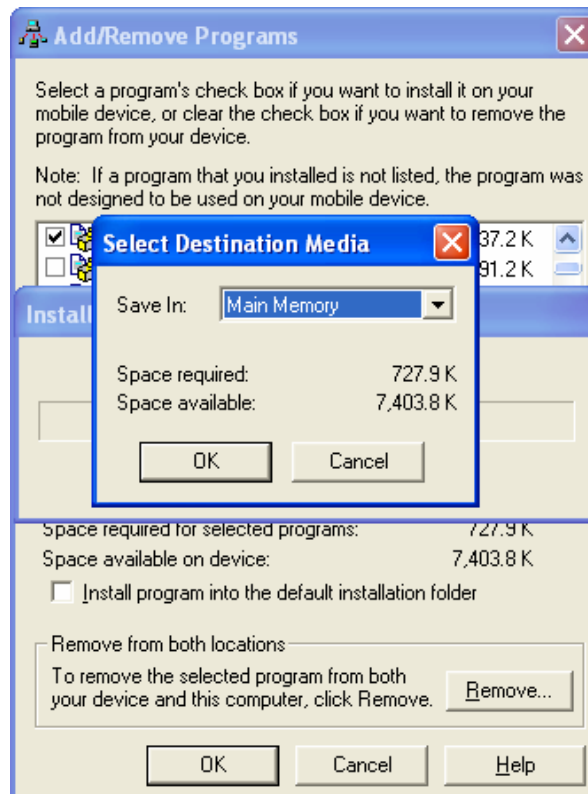 Add/Remove Programs
Select a program's check box if you want to install it on your
mobile device, or clear the check box if you want to remove the
program from your device.
Note: If a program that you installed is not listed, the program was
not designed to be used on your mobile device.
37.2 K
Select Destination Media
91.2 K
Install
Save In: Main Memory
Space required: 727.9 K
Space available: 7,403.8 K
OK Cancel
Space required for selected programs: 727.9 K
Space available on device: 7,403.8 K
Install program into the default installation folder
Remove from both locations
To remove the selected program from both
your device and this computer, click Remove.
Remove...
OK Cancel Help